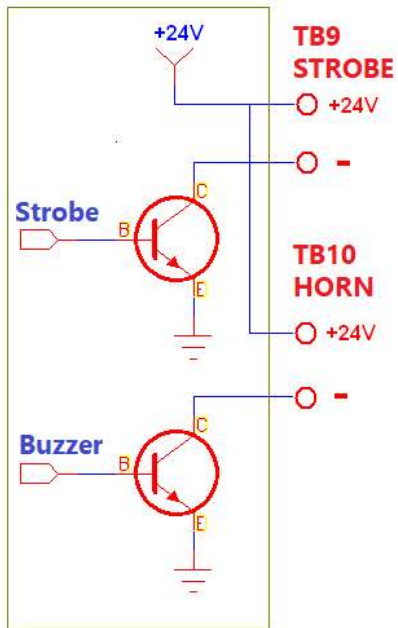 +24V
TB9
STROBE
+24V
-
C
Strobe
B
E
TB10
HORN
+24V
-
C
Buzzer
B
E